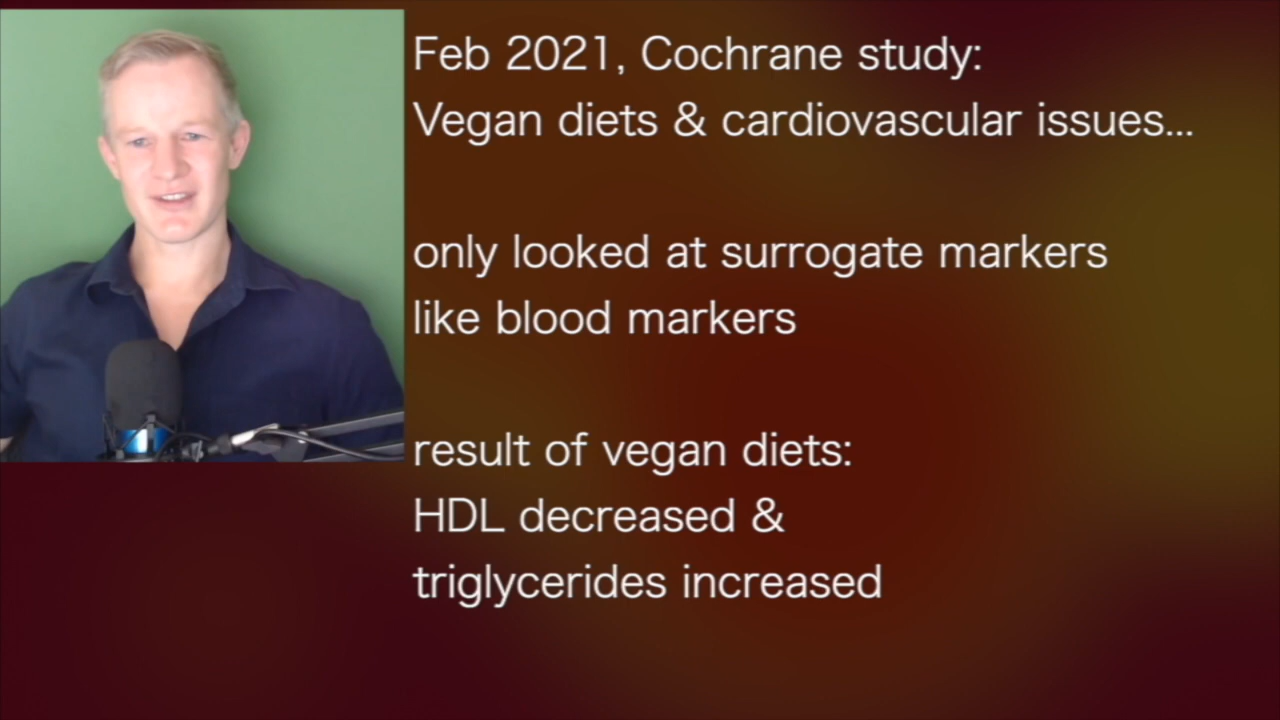 Feb 2021, Cochrane study:
Vegan diets & cardiovascular issues...
only looked at surrogate markers
like blood markers
result of vegan diets:
HDL decreased &
triglycerides increased